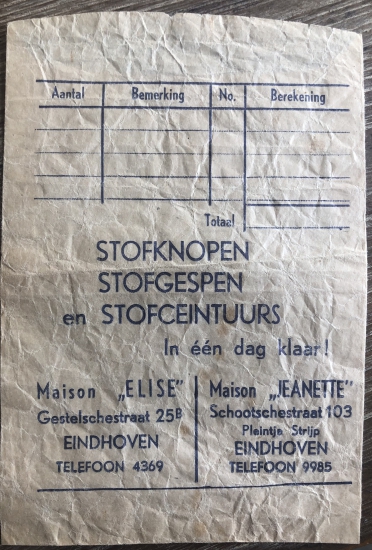 Aantal Bemerking No. Berekening
Totaal
STOFKNOPEN
STOFGESPEN
en STOFCEINTUURS
In één dag klaar!
Maison „ELISE"
Gestelschestraat 25B
EINDHOVEN
TELEFOON 4369
Maison „JEANETTE"
Schootschestraat 103
Pleintje Strijp
EINDHOVEN
TELEFOON 9985